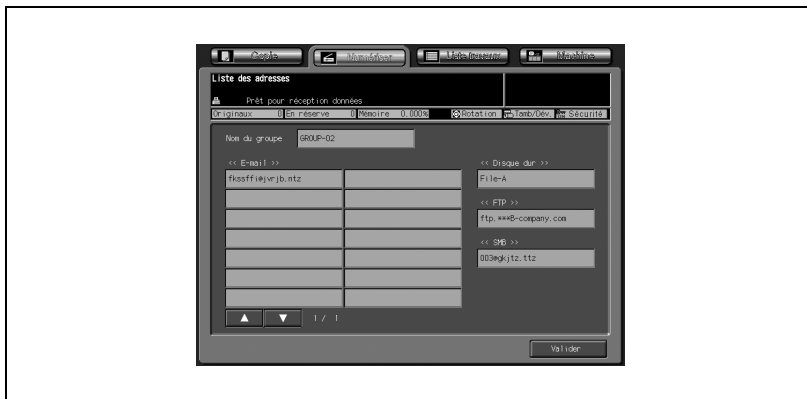 Copie Numériser Liste travaux Machine
Liste des adresses
Prêt pour réception données
Originaux 0 En réserve 0 Mémoire 0.000% Rotation Tamb/Dév. Sécurité
Nom du groupe GROUP-02
<< E-mail >> << Disque dur >>
fkssffi@jvrjb.ntz File-A
<< FTP >>
ftp.***B-company.com
<< SMB >>
003@gkjtz.ttz
1 / 1
Valider